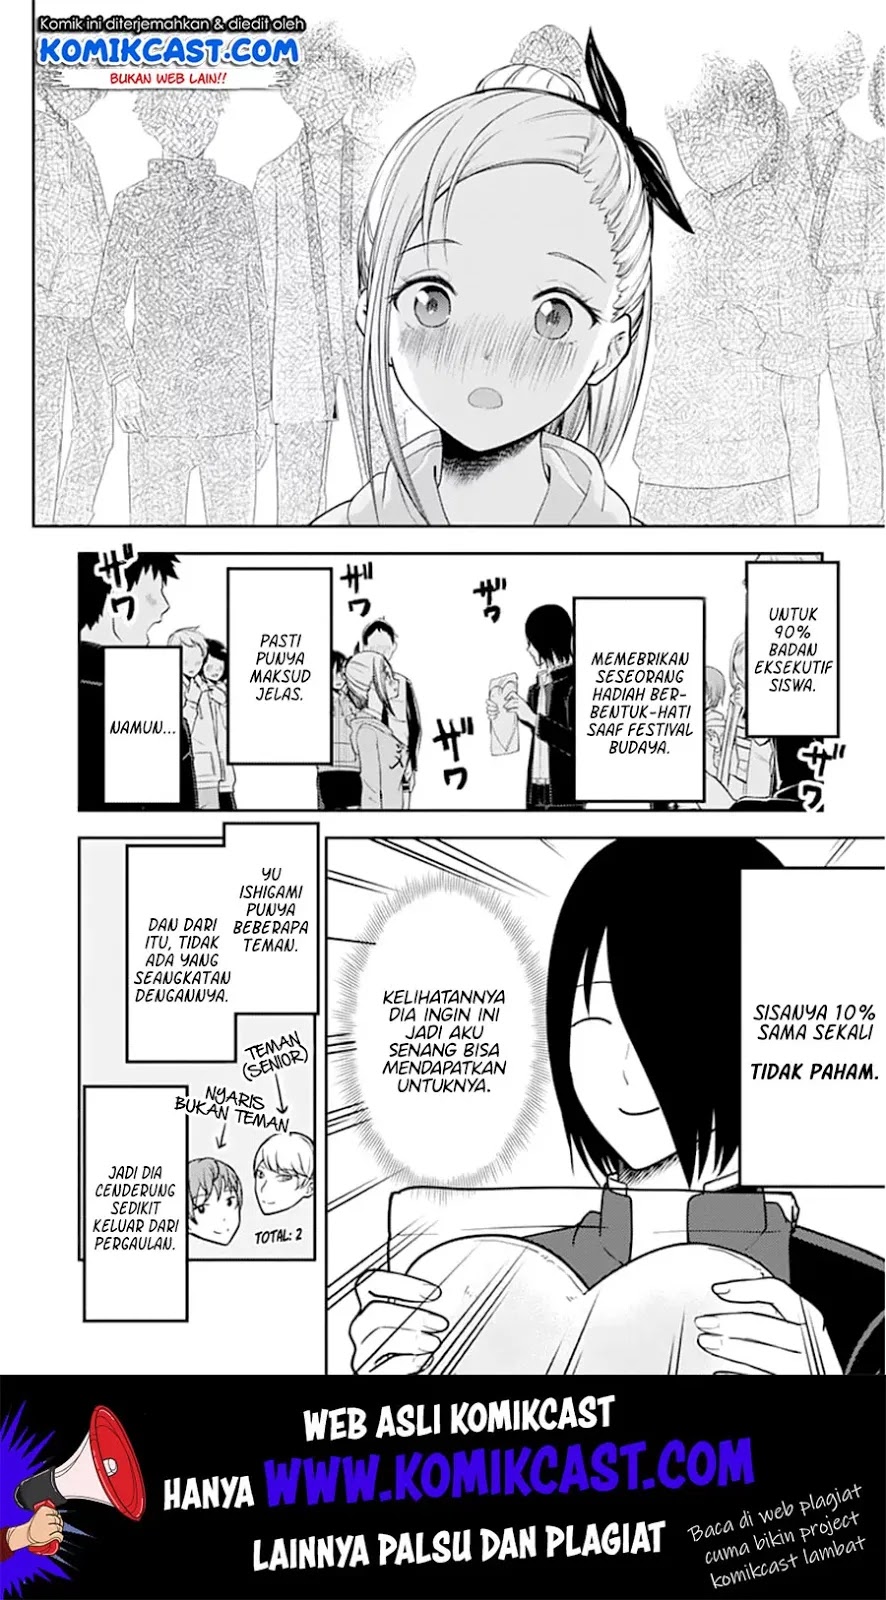 Komik ini diterjemahkan & diedit oleh
KOMIKCAST.COM
BUKAN WEB LAIN!!
UNTUK
90%
BADAN
EKSEKUTIF
SISWA.
MEMEBRIKAN
SESEORANG
HADIAH BER-
BENTUK-HATI
SAAF FESTIVAL
BUDAYA.
PASTI
PUNYA
MAKSUD
JELAS.
NAMUN...
ザワ
ザワ
ザワ
ザワ
ザワ
SISANYA 10%
SAMA SEKALI
TIDAK PAHAM.
KELIHATANNYA
DIA INGIN INI
JADI AKU
SENANG BISA
MENDAPATKAN
UNTUKNYA.
YU
ISHIGAMI
PUNYA
BEBERAPA
TEMAN.
DAN DARI
ITU, TIDAK
ADA YANG
SEANGKATAN
DENGANNYA.
TEMAN
(SENIOR)
NYARIS
BUKAN TEMAN
TOTAL: 2
JADI DIA
CENDERUNG
SEDIKIT
KELUAR DARI
PERGAULAN.
WEB ASLI KOMIKCAST
HANYA WWW.KOMIKCAST.COM
LAINNYA PALSU DAN PLAGIAT
Baca di web plagiat
cuma bikin project
komikcast lambat